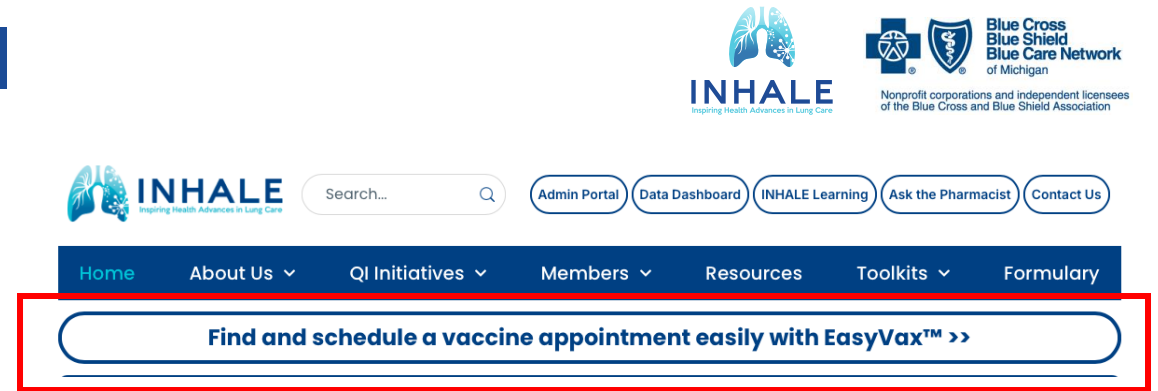 INHALE
Inspiring Health Advances in Lung Care
Blue Cross
Blue Shield
Blue Care Network
of Michigan
Nonprofit corporations and independent licensees
of the Blue Cross and Blue Shield Association
INHALE
Inspiring Health Advances in Lung Care
Search...
Admin Portal
Data Dashboard
INHALE Learning
Ask the Pharmacist
Contact Us
Home About Us QI Initiatives Members Resources Toolkits Formulary
Find and schedule a vaccine appointment easily with EasyVax™ >>